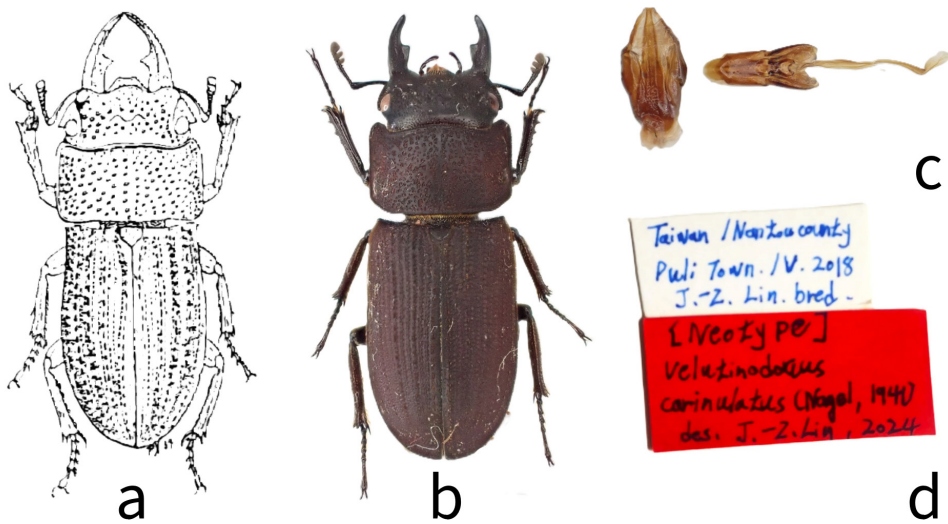 Taiwan / Nantou county
Puli Town. / V. 2018
J.-Z. Lin. bred.
[Neotype]
Velutinodorcus
carinulatus (Nagel, 1941)
des. J.-Z. Lin, 2024
a
b
c
d